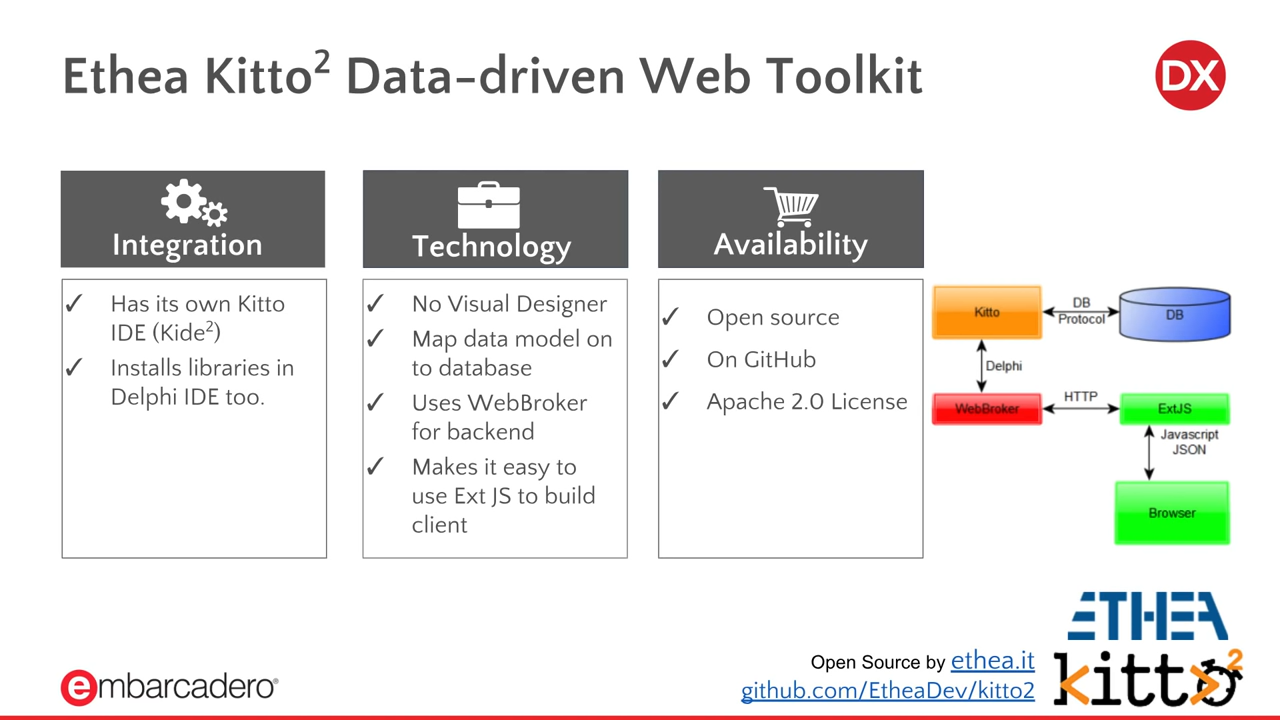 Ethea Kitto² Data-driven Web Toolkit
DX
Integration
✓ Has its own Kitto
IDE (Kide²)
✓ Installs libraries in
Delphi IDE too.
Technology
✓ No Visual Designer
✓ Map data model on
to database
✓ Uses WebBroker
for backend
✓ Makes it easy to
use Ext JS to build
client
Availability
✓ Open source
✓ On GitHub
✓ Apache 2.0 License
Kitto
DB
Protocol
DB
Delphi
WebBroker
HTTP
ExtJS
Javascript
JSON
Browser
ETHEA
kitto2
Open Source by ethea.it
github.com/EtheaDev/kitto2
embarcadero®